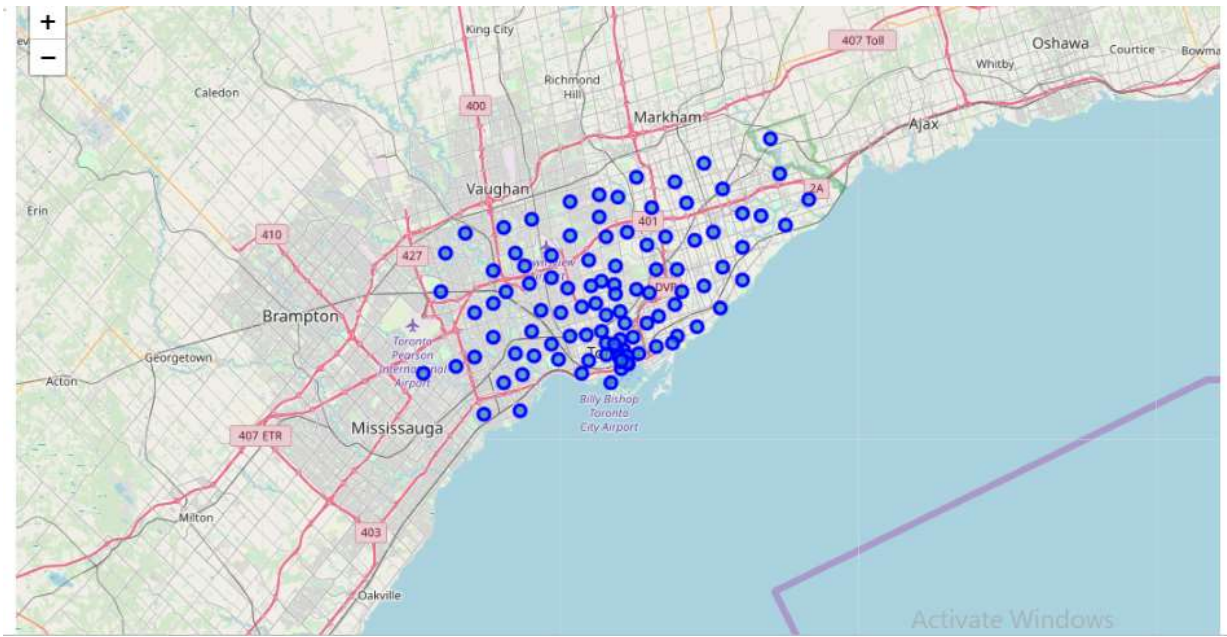 +
−
King City
407 Toll
Oshawa
Courtice
Bowma
Whitby
Richmond
Hill
Caledon
400
Markham
Ajax
Vaughan
2A
Erin
401
410
427
DVP
Brampton
Toronto
Pearson
International
Airport
Georgetown
Acton
Billy Bishop
Toronto
City Airport
Mississauga
407 ETR
Milton
403
Oakville
Activate Windows